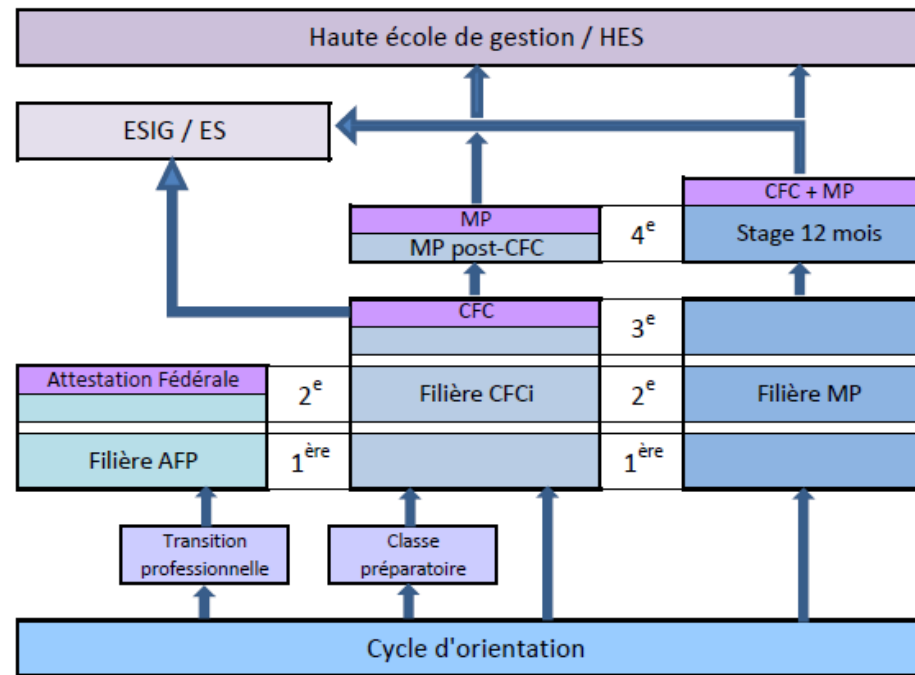 Haute école de gestion / HES
ESIG / ES
CFC + MP
MP
4e
Stage 12 mois
MP post-CFC
CFC
3e
Attestation Fédérale
2e
Filière CFCi
2e
Filière MP
Filière AFP
1ère
1ère
Transition
professionnelle
Classe
préparatoire
Cycle d'orientation